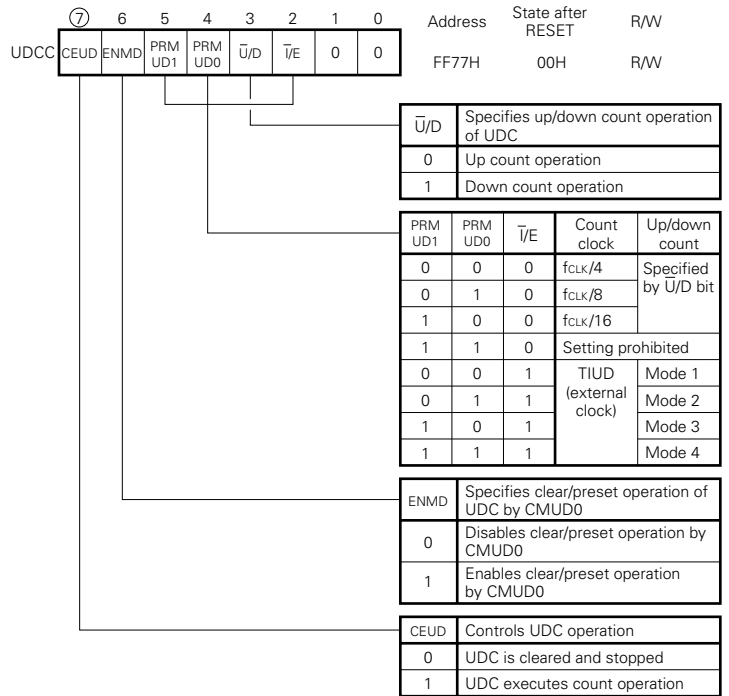 ⑦ 6 5 4 3 2 1 0 Address State after RESET R/W
UDCC CEUD ENMD PRM UD1 PRM UD0 U̅/D I̅/E 0 0 FF77H 00H R/W
U̅/D Specifies up/down count operation
of UDC
0 Up count operation
1 Down count operation
PRM UD1 PRM UD0 I̅/E Count clock Up/down count
0 0 0 fCLK/4 Specified
by U̅/D bit
0 1 0 fCLK/8
1 0 0 fCLK/16
1 1 0 Setting prohibited
0 0 1 TIUD Mode 1
(external
clock)
0 1 1 Mode 2
1 0 1 Mode 3
1 1 1 Mode 4
ENMD Specifies clear/preset operation of
UDC by CMUD0
0 Disables clear/preset operation by
CMUD0
1 Enables clear/preset operation
by CMUD0
CEUD Controls UDC operation
0 UDC is cleared and stopped
1 UDC executes count operation